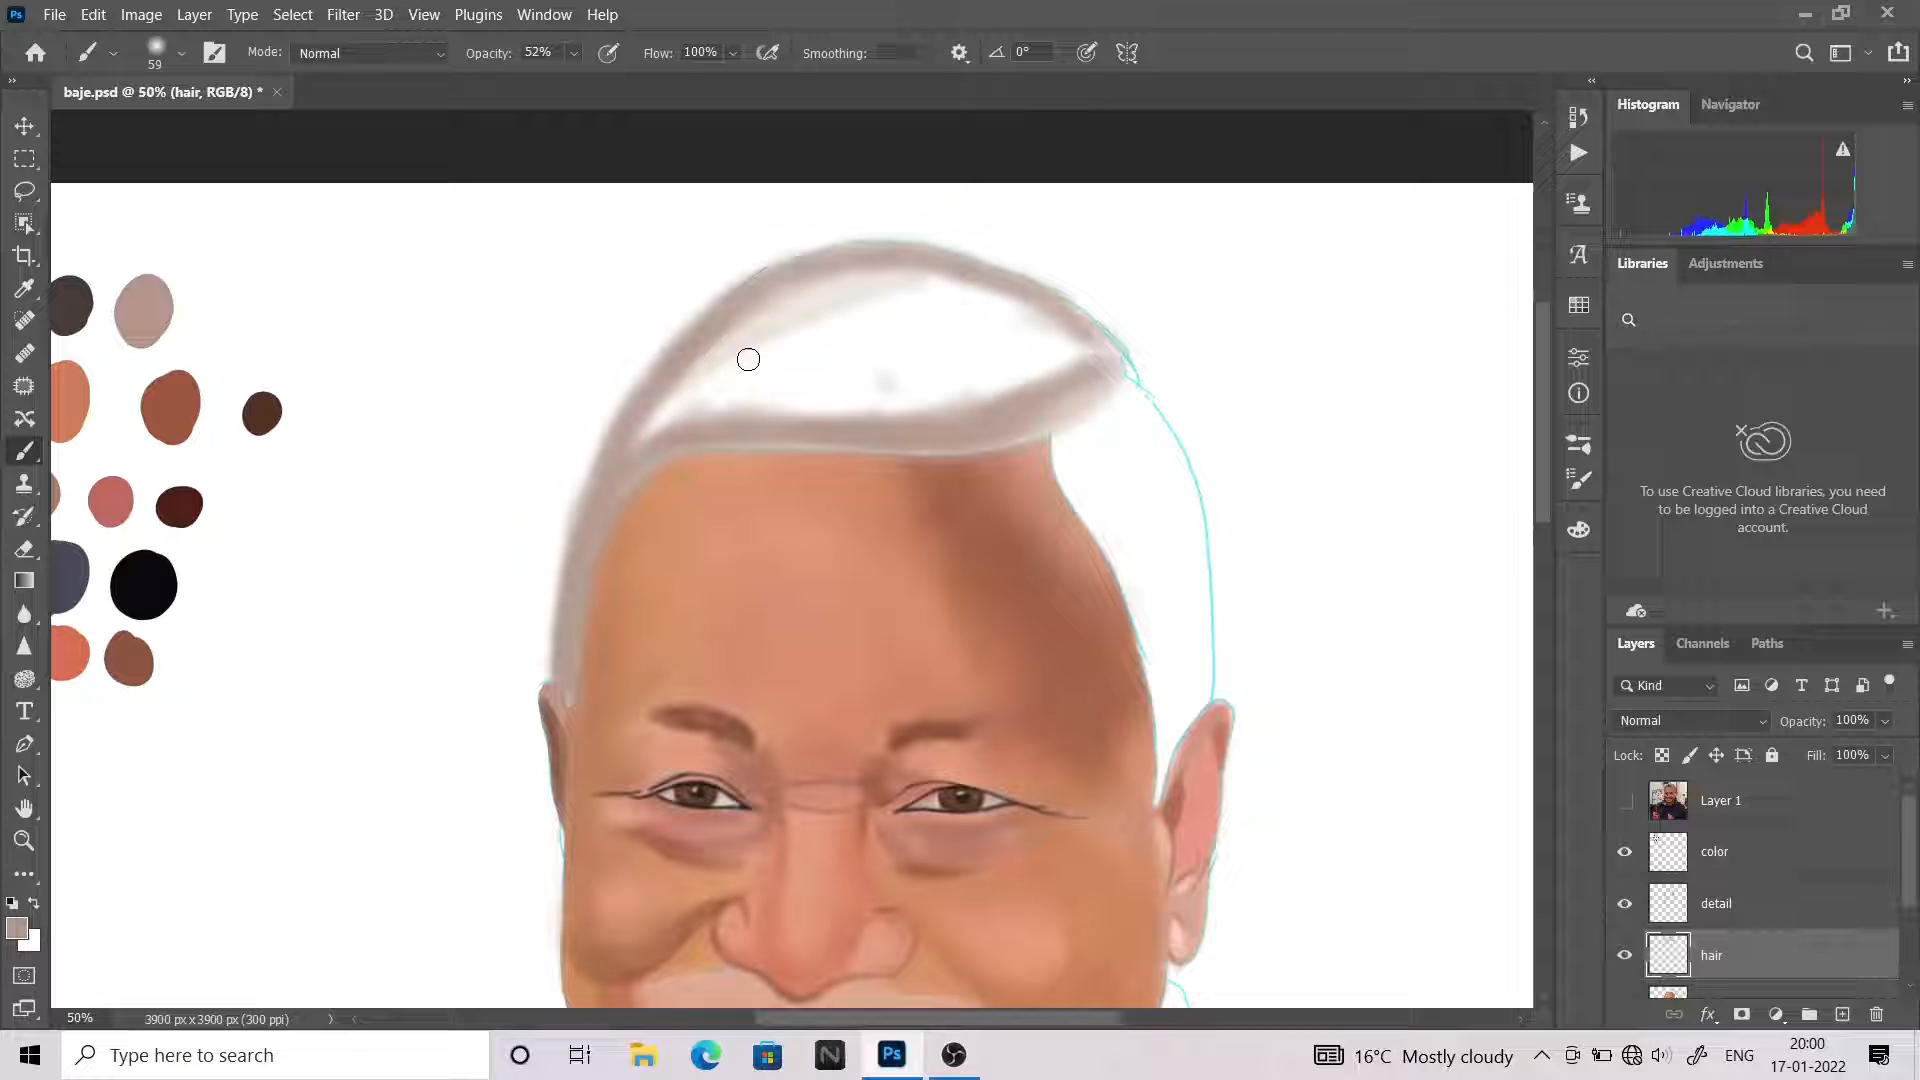 Ps File Edit Image Layer Type Select Filter 3D View Plugins Window Help
59 Mode: Normal Opacity: 52% Flow: 100% Smoothing: 0°
baje.psd @ 50% (hair, RGB/8) * ×
Histogram Navigator
Libraries Adjustments
To use Creative Cloud libraries, you need
to be logged into a Creative Cloud
account.
Layers Channels Paths
Kind
Normal Opacity: 100%
Lock: Fill: 100%
Layer 1
color
detail
hair
50% 3900 px x 3900 px (300 ppi)
Type here to search
Ps
16°C Mostly cloudy
ENG
20:00
17-01-2022